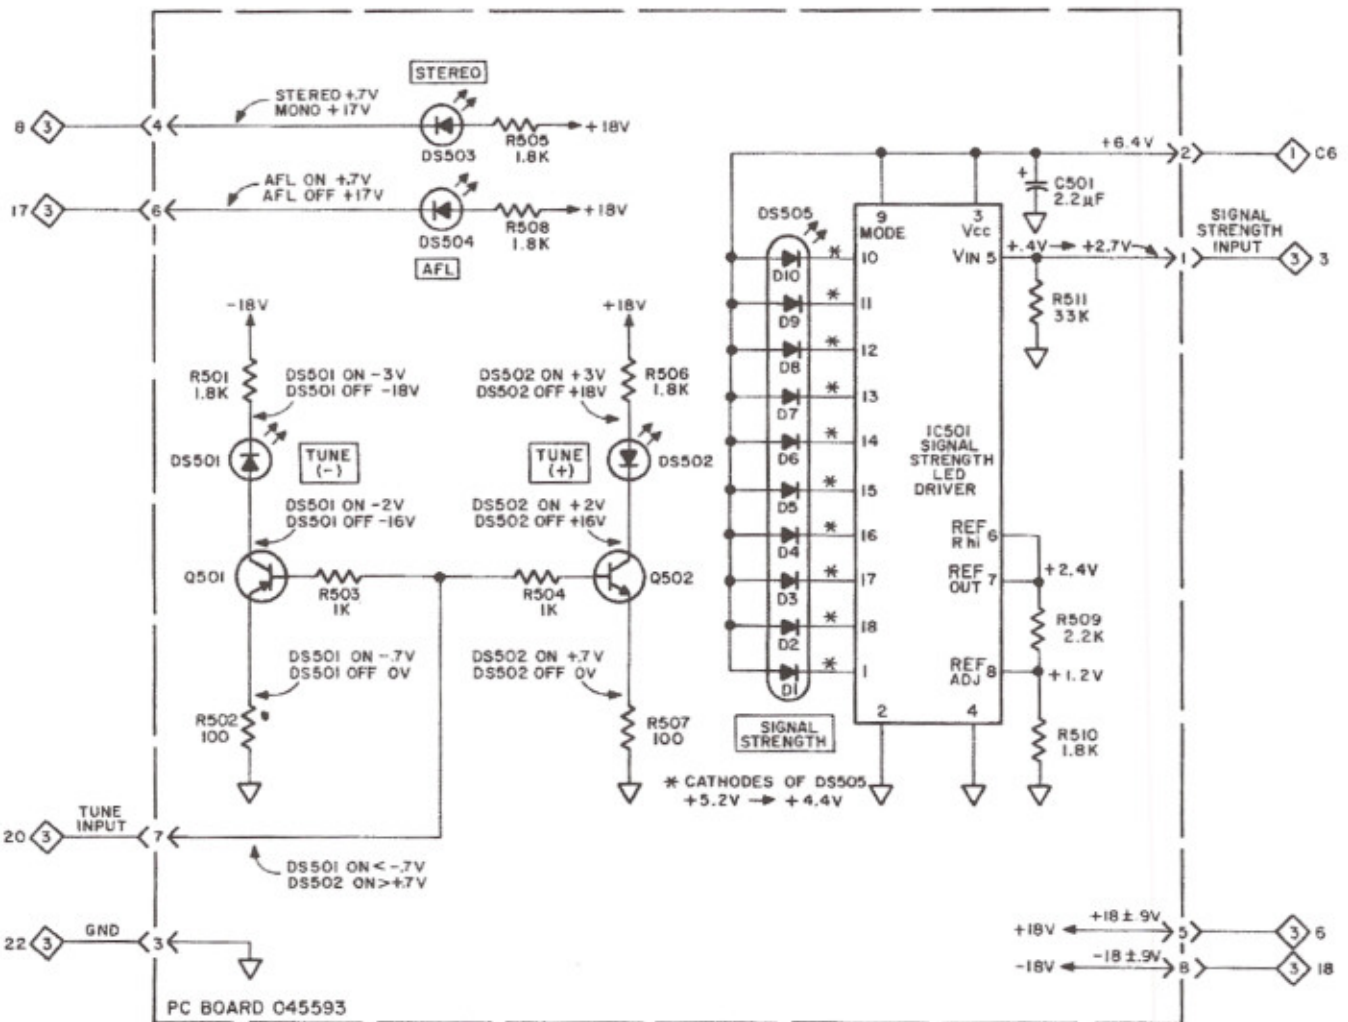 STEREO
STEREO +.7V
MONO +17V
8 3
4
DS503
R505
1.8K
+18V
AFL ON +.7V
AFL OFF +17V
17 3
6
DS504
R508
1.8K
+18V
AFL
-18V
R501
1.8K
DS501 ON -3V
DS501 OFF -18V
DS501
TUNE
(-)
DS501 ON -2V
DS501 OFF -16V
Q501
R503
1K
DS501 ON -.7V
DS501 OFF 0V
R502
100
+18V
DS502 ON +3V
DS502 OFF +18V
R506
1.8K
TUNE
(+)
DS502
DS502 ON +2V
DS502 OFF +16V
R504
1K
Q502
DS502 ON +.7V
DS502 OFF 0V
R507
100
TUNE
INPUT
20 3
7
DS501 ON < -.7V
DS502 ON > +.7V
22 3
GND
3
PC BOARD 045593
+6.4V
2
1 C6
+
C501
2.2µF
DS505
9
MODE
3
Vcc
SIGNAL
STRENGTH
INPUT
+.4V → +2.7V
VIN 5
1
3 3
R511
33K
D10 * 10
D9 * 11
D8 * 12
D7 * 13
D6 * 14
D5 * 15
D4 * 16
D3 * 17
D2 * 18
D1 * 1
IC501
SIGNAL
STRENGTH
LED
DRIVER
REF
Rhi 6
REF
OUT 7
+2.4V
R509
2.2K
REF
ADJ 8
+1.2V
R510
1.8K
2
4
SIGNAL
STRENGTH
* CATHODES OF DS505
+5.2V → +4.4V
+18V
+18±.9V
5
3 6
-18V
-18±.9V
8
3 18